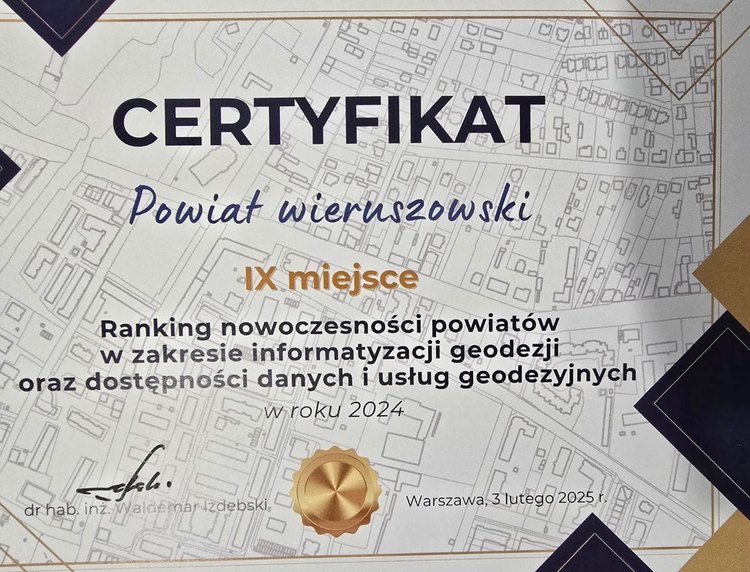 CERTYFIKAT
Powiat wieruszowski
IX miejsce
Ranking nowoczesności powiatów
w zakresie informatyzacji geodezji
oraz dostępności danych i usług geodezyjnych
w roku 2024
dr hab. inż. Waldemar Izdebski
Warszawa, 3 lutego 2025 r.